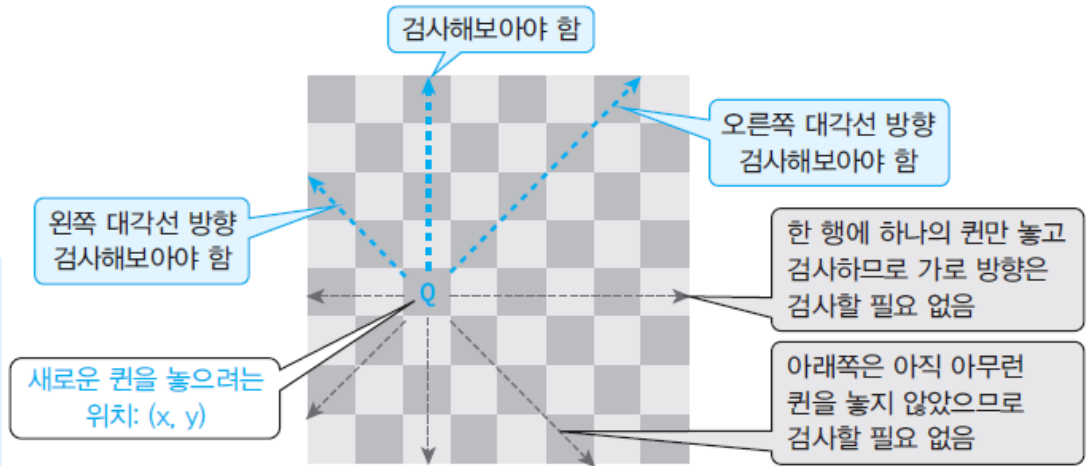 검사해보아야 함
오른쪽 대각선 방향
검사해보아야 함
왼쪽 대각선 방향
검사해보아야 함
한 행에 하나의 퀸만 놓고
검사하므로 가로 방향은
검사할 필요 없음
Q
새로운 퀸을 놓으려는
위치: (x, y)
아래쪽은 아직 아무런
퀸을 놓지 않았으므로
검사할 필요 없음